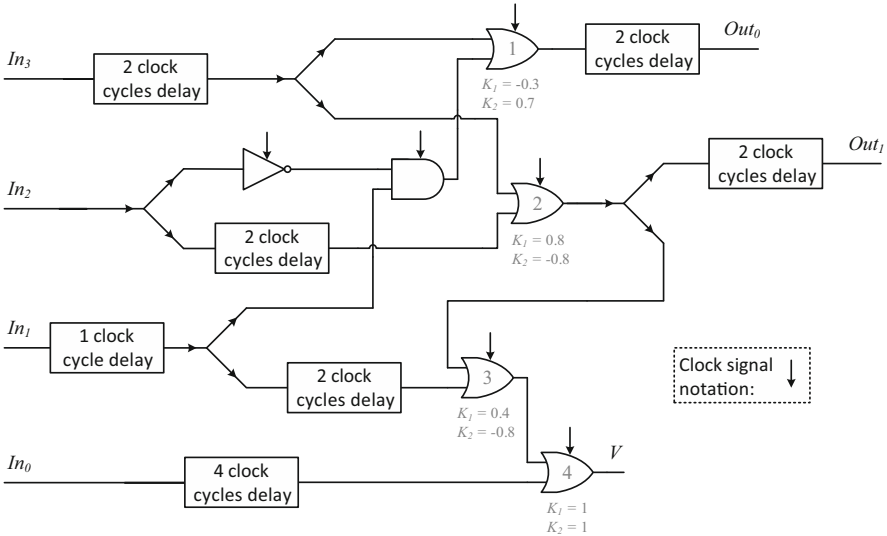 In₃
2 clock
cycles delay
1
K₁ = -0.3
K₂ = 0.7
2 clock
cycles delay
Out₀
In₂
2 clock
cycles delay
2
K₁ = 0.8
K₂ = -0.8
2 clock
cycles delay
Out₁
In₁
1 clock
cycle delay
2 clock
cycles delay
3
K₁ = 0.4
K₂ = -0.8
Clock signal
notation:
In₀
4 clock
cycles delay
4
K₁ = 1
K₂ = 1
V